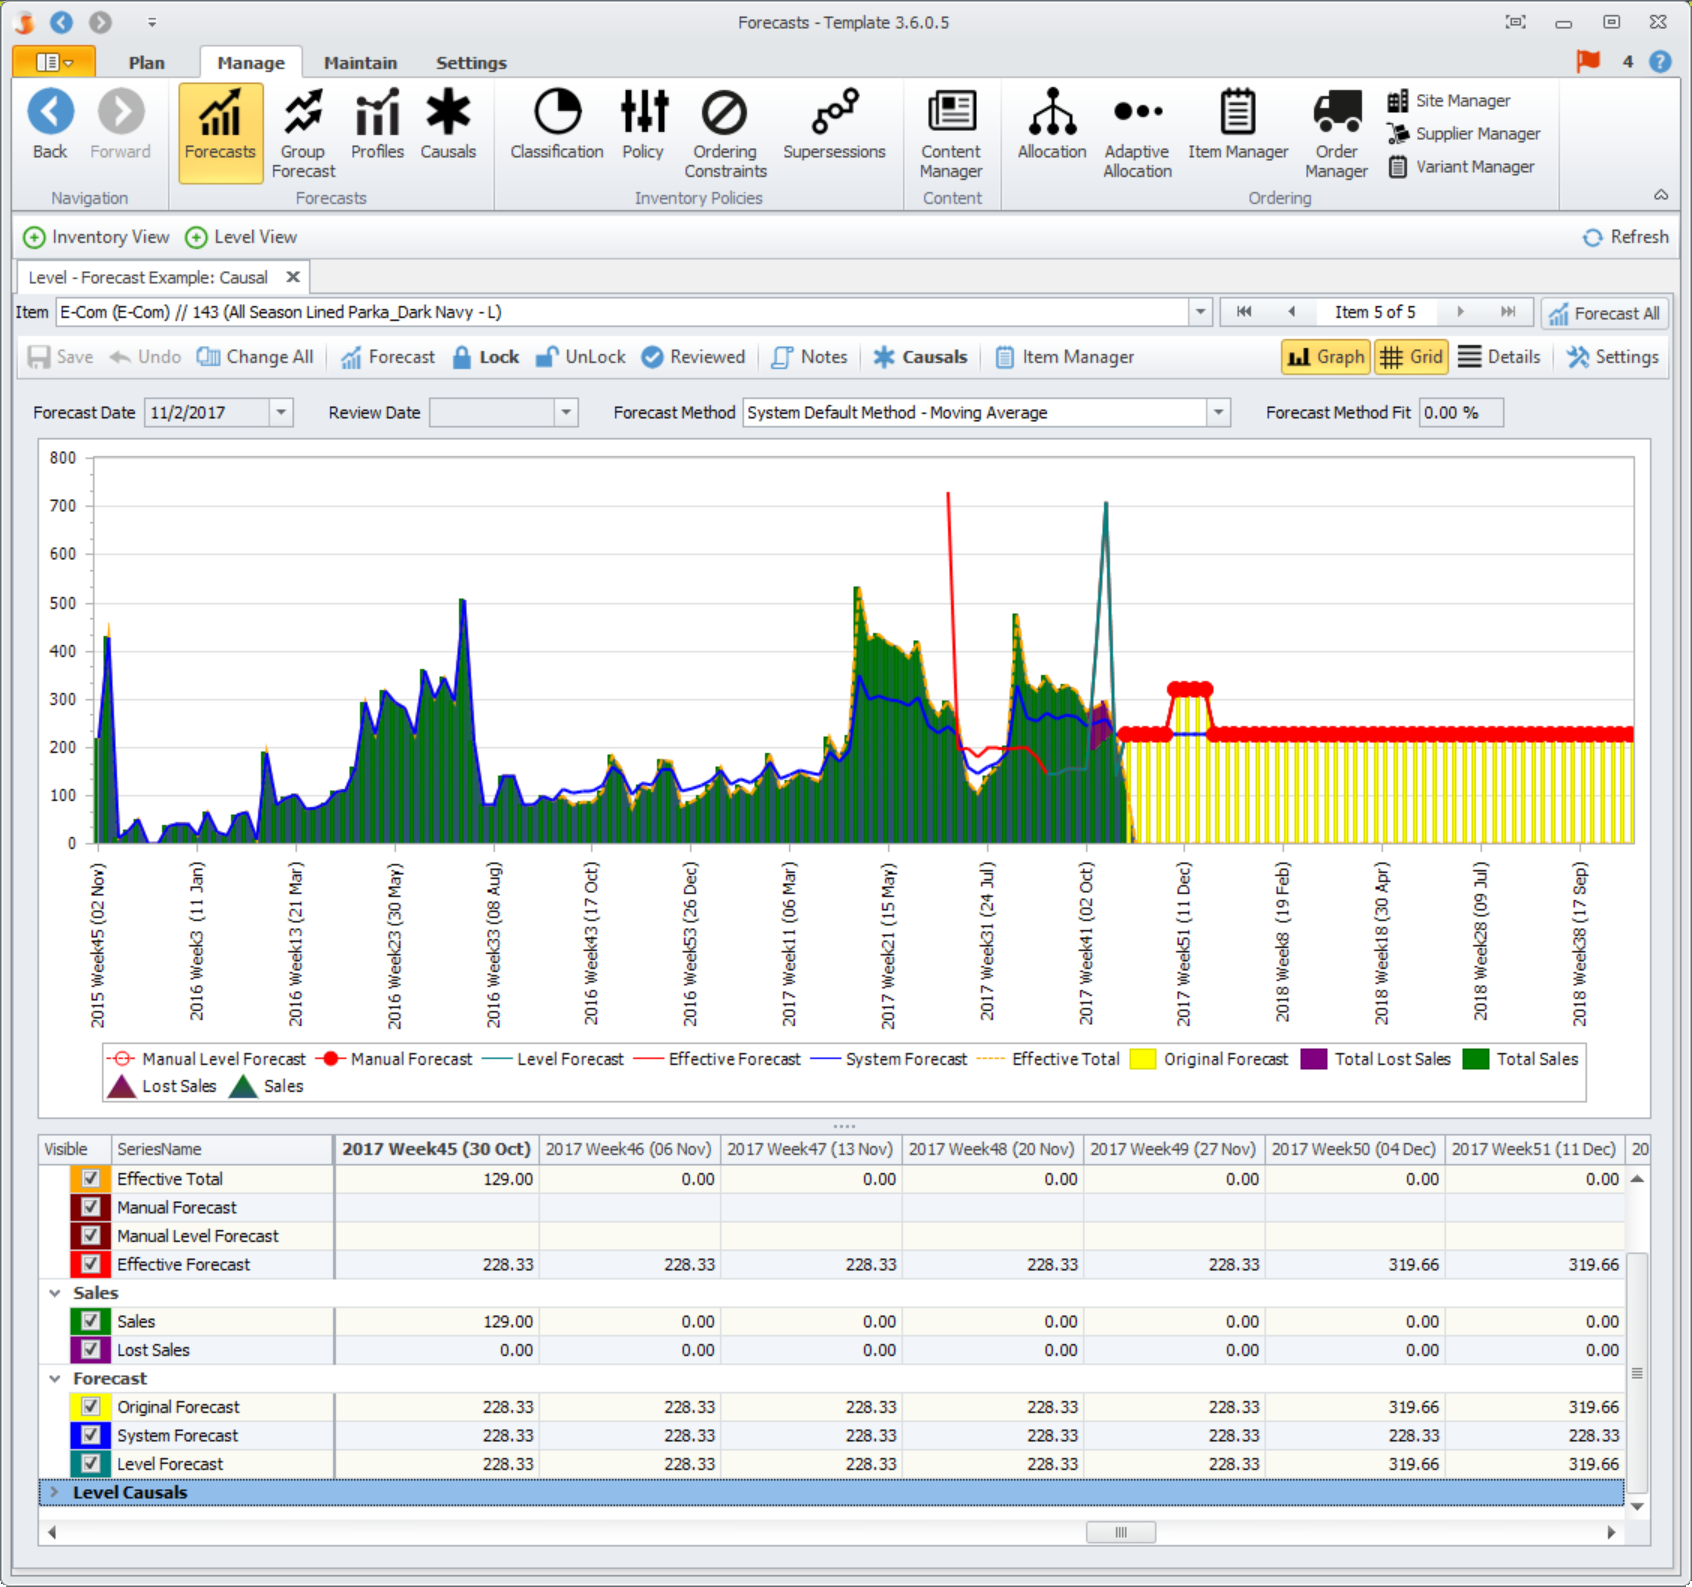 Forecasts - Template 3.6.0.5
Plan Manage Maintain Settings 4
Back Forward Forecasts Group Forecast Profiles Causals Classification Policy Ordering Constraints Supersessions Content Manager Allocation Adaptive Allocation Item Manager Order Manager Site Manager
Supplier Manager
Variant Manager
Navigation Forecasts Inventory Policies Content Ordering
Inventory View Level View Refresh
Level - Forecast Example: Causal
Item E-Com (E-Com) // 143 (All Season Lined Parka_Dark Navy - L) Item 5 of 5 Forecast All
Save Undo Change All Forecast Lock UnLock Reviewed Notes Causals Item Manager Graph Grid Details Settings
Forecast Date 11/2/2017 Review Date Forecast Method System Default Method - Moving Average Forecast Method Fit 0.00 %
800
700
600
500
400
300
200
100
0
2015 Week45 (02 Nov)
2016 Week3 (11 Jan)
2016 Week13 (21 Mar)
2016 Week23 (30 May)
2016 Week33 (08 Aug)
2016 Week43 (17 Oct)
2016 Week53 (26 Dec)
2017 Week11 (06 Mar)
2017 Week21 (15 May)
2017 Week31 (24 Jul)
2017 Week41 (02 Oct)
2017 Week51 (11 Dec)
2018 Week8 (19 Feb)
2018 Week18 (30 Apr)
2018 Week28 (09 Jul)
2018 Week38 (17 Sep)
Manual Level Forecast Manual Forecast Level Forecast Effective Forecast System Forecast Effective Total Original Forecast Total Lost Sales Total Sales
Lost Sales Sales
Visible SeriesName 2017 Week45 (30 Oct) 2017 Week46 (06 Nov) 2017 Week47 (13 Nov) 2017 Week48 (20 Nov) 2017 Week49 (27 Nov) 2017 Week50 (04 Dec) 2017 Week51 (11 Dec) 20
Effective Total 129.00 0.00 0.00 0.00 0.00 0.00 0.00
Manual Forecast
Manual Level Forecast
Effective Forecast 228.33 228.33 228.33 228.33 228.33 319.66 319.66
Sales
Sales 129.00 0.00 0.00 0.00 0.00 0.00 0.00
Lost Sales 0.00 0.00 0.00 0.00 0.00 0.00 0.00
Forecast
Original Forecast 228.33 228.33 228.33 228.33 228.33 319.66 319.66
System Forecast 228.33 228.33 228.33 228.33 228.33 228.33 228.33
Level Forecast 228.33 228.33 228.33 228.33 228.33 319.66 319.66
Level Causals